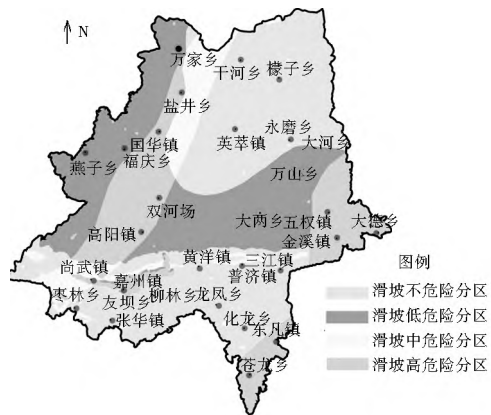 N
万家乡
干河乡
檬子乡
盐井乡
永磨乡
国华镇
英萃镇
大河乡
福庆乡
燕子乡
万山乡
双河场
大两乡
五权镇
大德乡
高阳镇
金溪镇
黄洋镇
三江镇
尚武镇
嘉州镇
普济镇
图例
枣林乡
友坝乡
柳林乡
龙凤乡
滑坡不危险分区
张华镇
化龙乡
滑坡低危险分区
东凡镇
滑坡中危险分区
苍龙乡
滑坡高危险分区